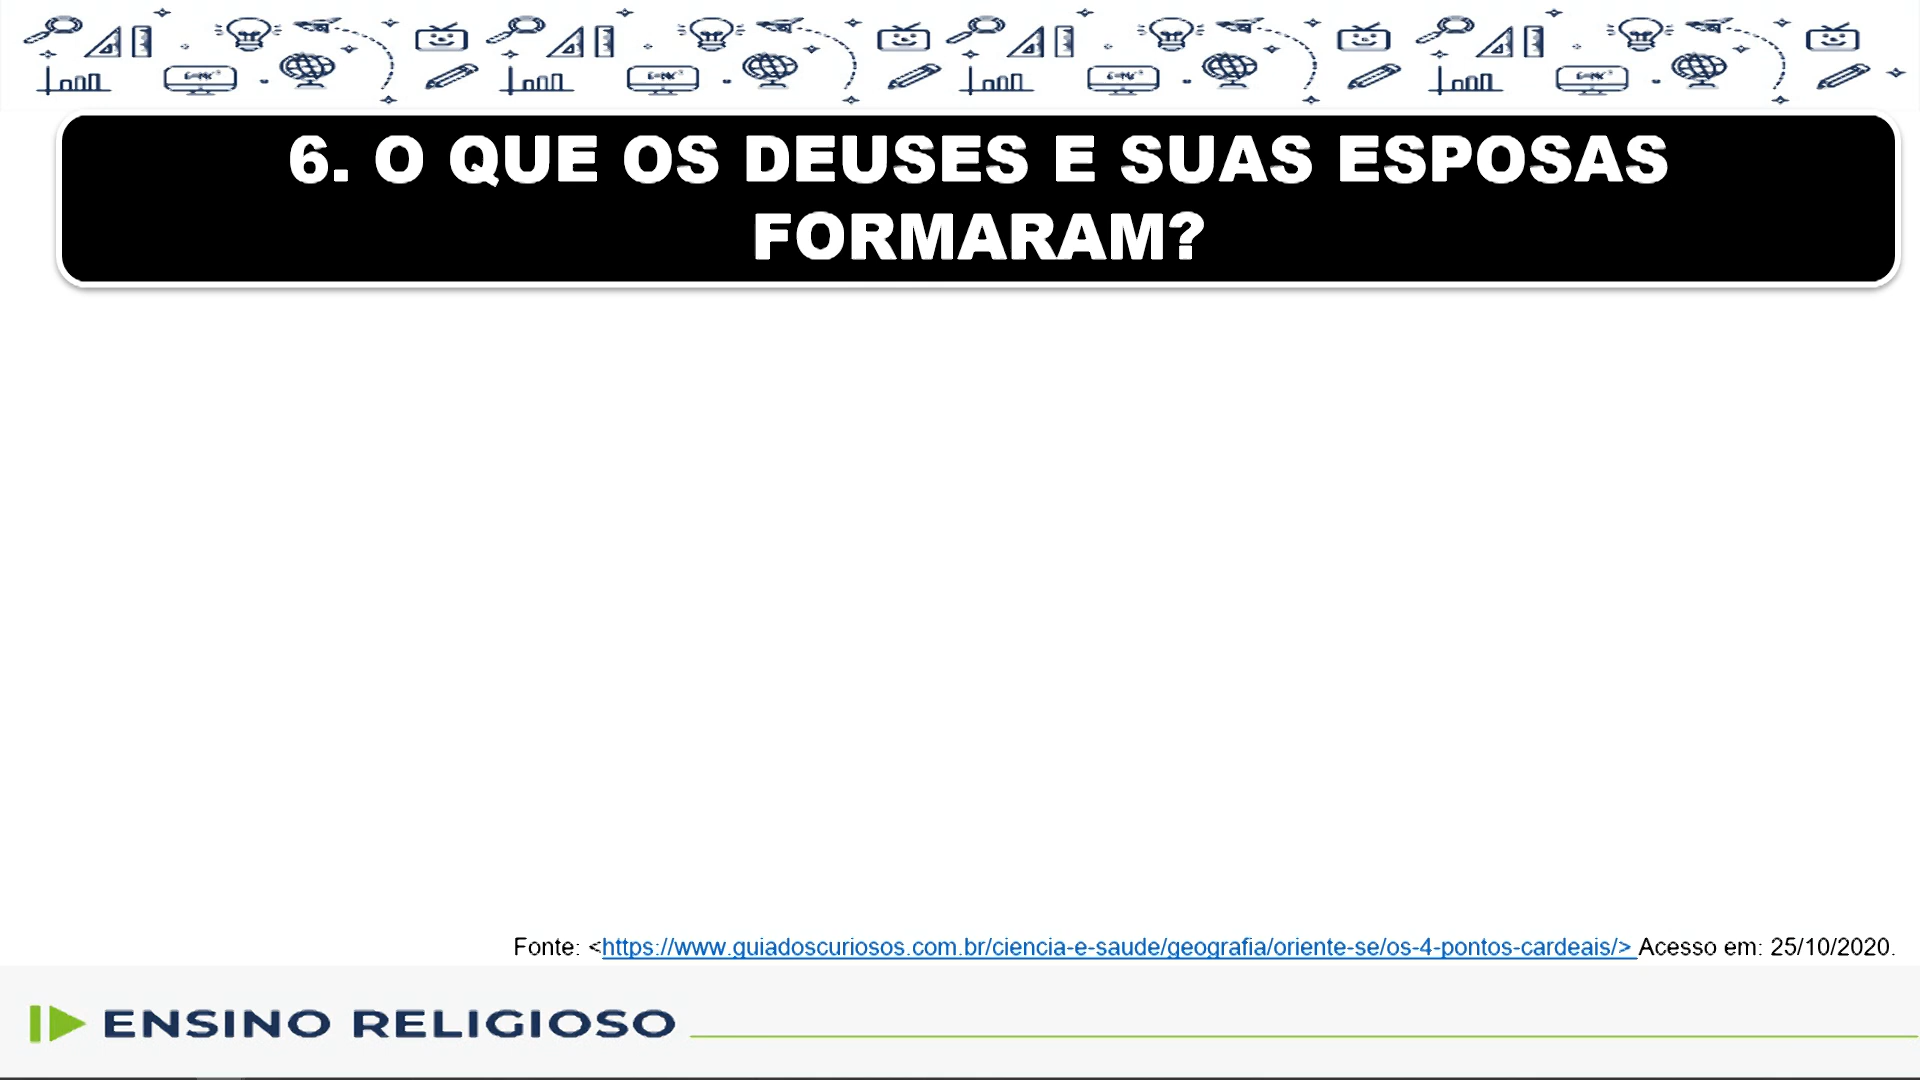 6. O QUE OS DEUSES E SUAS ESPOSAS
FORMARAM?
Fonte: <https://www.guiadoscuriosos.com.br/ciencia-e-saude/geografia/oriente-se/os-4-pontos-cardeais/> Acesso em: 25/10/2020.
ENSINO RELIGIOSO